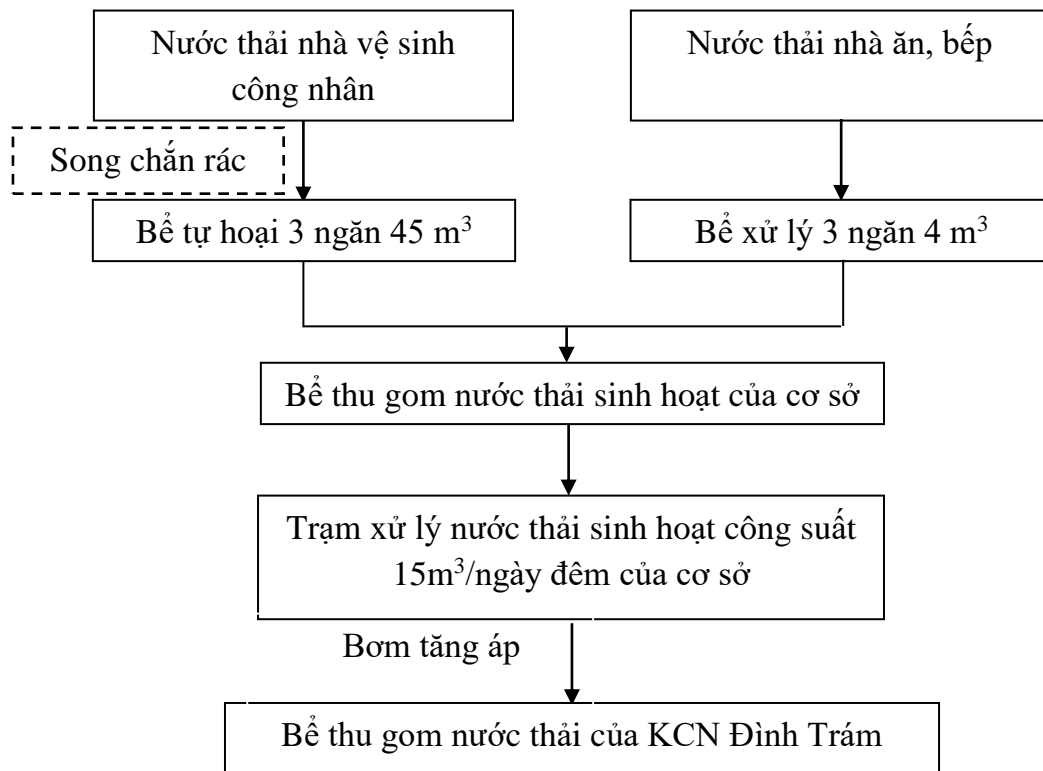 Nước thải nhà vệ sinh
công nhân
Nước thải nhà ăn, bếp
Song chắn rác
Bể tự hoại 3 ngăn 45 m³
Bể xử lý 3 ngăn 4 m³
Bể thu gom nước thải sinh hoạt của cơ sở
Trạm xử lý nước thải sinh hoạt công suất
15m³/ngày đêm của cơ sở
Bơm tăng áp
Bể thu gom nước thải của KCN Đình Trám